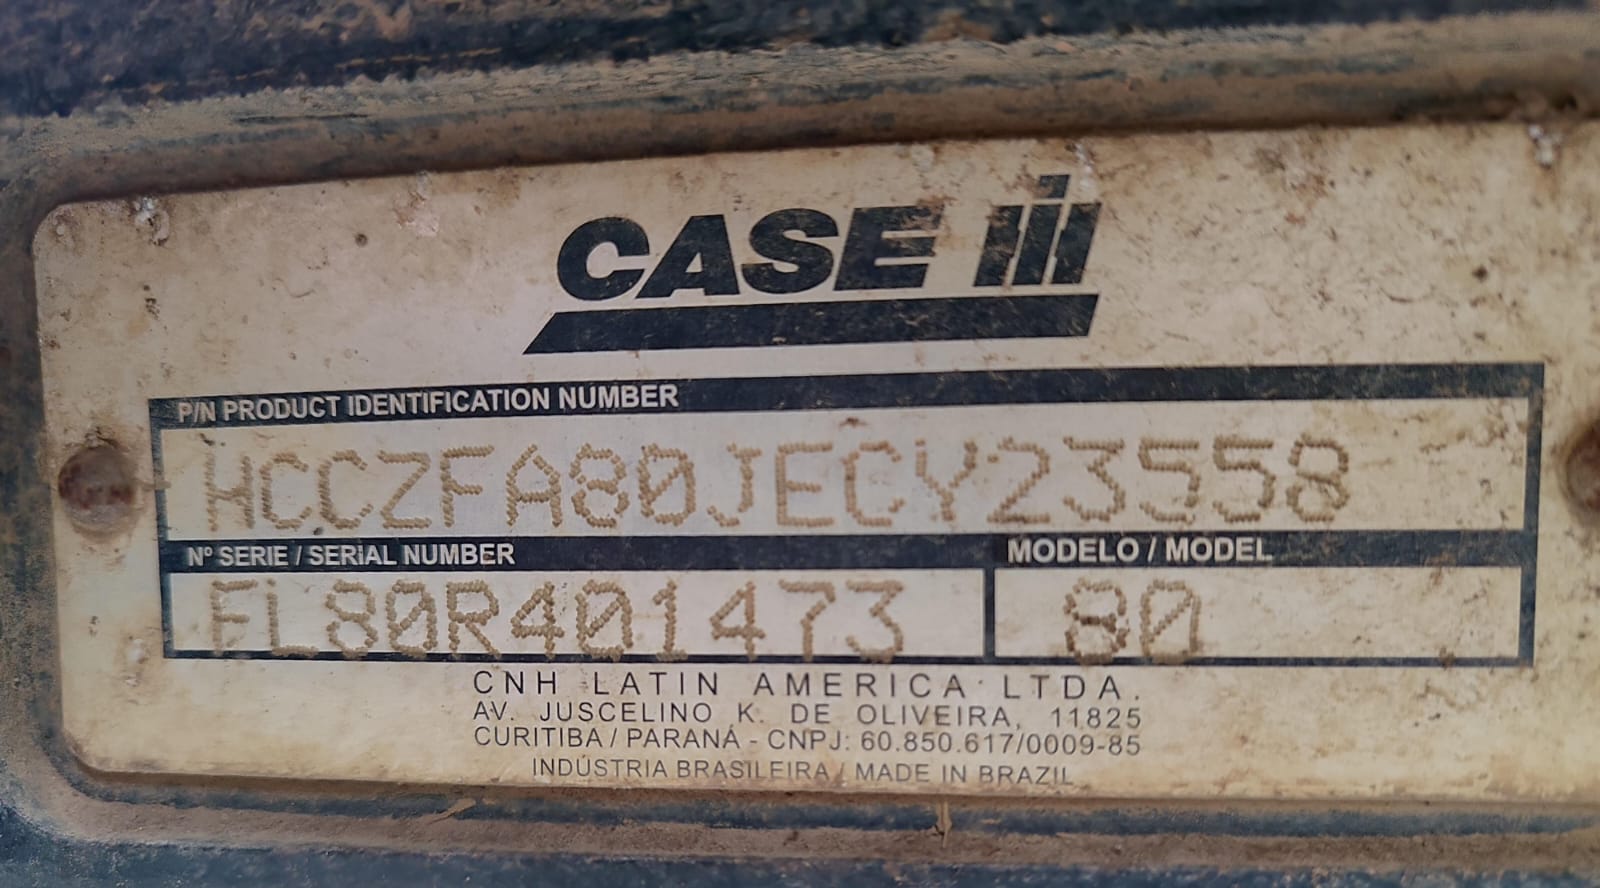 CASE IH
P/N PRODUCT IDENTIFICATION NUMBER
HCCZFA80JECY23558
Nº SERIE / SERIAL NUMBER
MODELO / MODEL
FL80R401473
80
CNH LATIN AMERICA LTDA.
AV. JUSCELINO K. DE OLIVEIRA, 11825
CURITIBA / PARANÁ - CNPJ: 60.850.617/0009-85
INDÚSTRIA BRASILEIRA / MADE IN BRAZIL